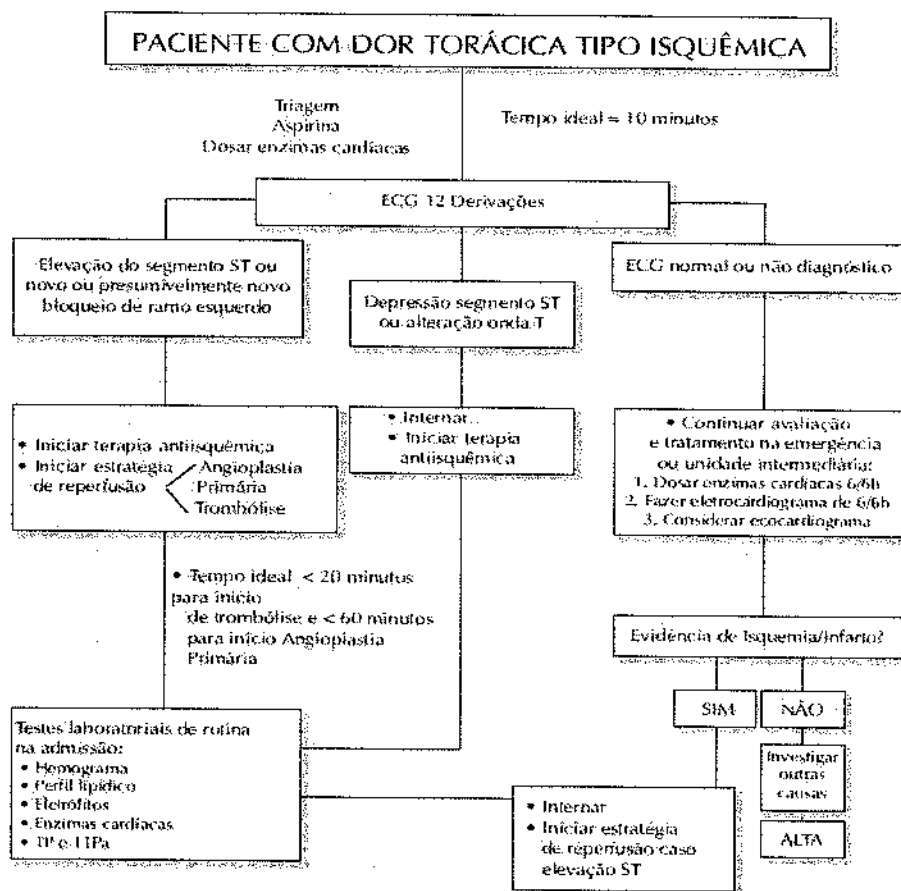 PACIENTE COM DOR TORÁCICA TIPO ISQUÊMICA
Triagem
Aspirina
Dosar enzimas cardíacas
Tempo ideal = 10 minutos
ECG 12 Derivações
Elevação do segmento ST ou
novo ou presumivelmente novo
bloqueio de ramo esquerdo
Depressão segmento ST
ou alteração onda T
ECG normal ou não diagnóstico
• Iniciar terapia antiisquêmica
• Iniciar estratégia
de reperfusão
Angioplastia
Primária
Trombólise
• Internar
• Iniciar terapia
antiisquêmica
• Continuar avaliação
e tratamento na emergência
ou unidade intermediária:
1. Dosar enzimas cardíacas 6/6h
2. Fazer eletrocardiograma de 6/6h
3. Considerar ecocardiograma
• Tempo ideal < 20 minutos
para início
de trombólise e < 60 minutos
para início Angioplastia
Primária
Evidência de Isquemia/Infarto?
SIM
NÃO
Investigar
outras
causas
ALTA
Testes laboratoriais de rotina
na admissão:
• Hemograma
• Perfil lipídico
• Eletrólitos
• Enzimas cardíacas
• TP e TTPa
• Internar
• Iniciar estratégia
de reperfusão caso
elevação ST